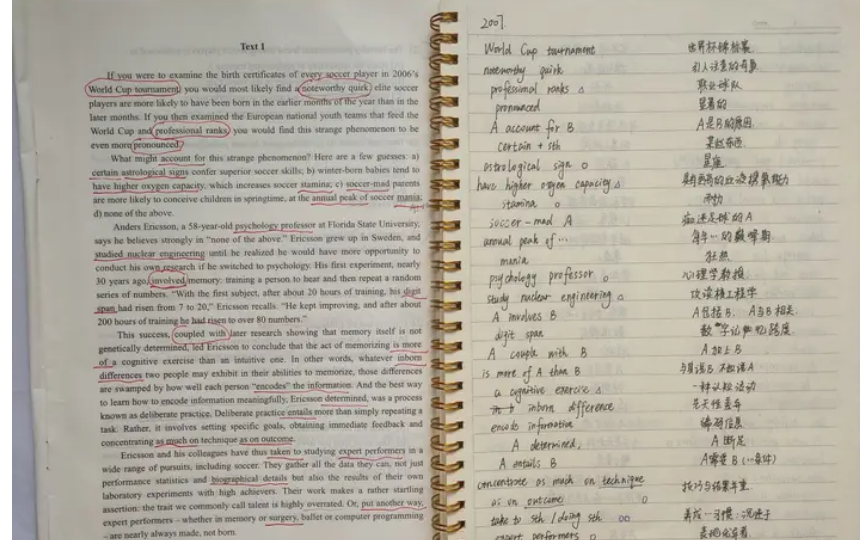 Text 1
If you were to examine the birth certificates of every soccer player in 2006's
World Cup tournament, you would most likely find a noteworthy quirk: elite soccer
players are more likely to have been born in the earlier months of the year than in the
later months. If you then examined the European national youth teams that feed the
World Cup and professional ranks, you would find this strange phenomenon to be
even more pronounced.
What might account for this strange phenomenon? Here are a few guesses: a)
certain astrological signs confer superior soccer skills; b) winter-born babies tend to
have higher oxygen capacity, which increases soccer stamina; c) soccer-mad parents
are more likely to conceive children in springtime, at the annual peak of soccer mania;
d) none of the above.
Anders Ericsson, a 58-year-old psychology professor at Florida State University,
says he believes strongly in "none of the above." Ericsson grew up in Sweden, and
studied nuclear engineering until he realized he would have more opportunity to
conduct his own research if he switched to psychology. His first experiment, nearly
30 years ago, involved memory: training a person to hear and then repeat a random
series of numbers. "With the first subject, after about 20 hours of training, his digit
span had risen from 7 to 20," Ericsson recalls. "He kept improving, and after about
200 hours of training he had risen to over 80 numbers."
This success, coupled with later research showing that memory itself is not
genetically determined, led Ericsson to conclude that the act of memorizing is more
of a cognitive exercise than an intuitive one. In other words, whatever inborn
differences two people may exhibit in their abilities to memorize, those differences
are swamped by how well each person "encodes" the information. And the best way
to learn how to encode information meaningfully, Ericsson determined, was a process
known as deliberate practice. Deliberate practice entails more than simply repeating a
task. Rather, it involves setting specific goals, obtaining immediate feedback and
concentrating as much on technique as on outcome.
Ericsson and his colleagues have thus taken to studying expert performers in a
wide range of pursuits, including soccer. They gather all the data they can, not just
performance statistics and biographical details but also the results of their own
laboratory experiments with high achievers. Their work makes a rather startling
assertion: the trait we commonly call talent is highly overrated. Or, put another way,
expert performers – whether in memory or surgery, ballet or computer programming
– are nearly always made, not born.
2007.
World Cup tournament 世界杯锦标赛
noteworthy quirk 引人注意的奇象
professional ranks 职业球队
pronounced 显著的
A account for B A是B的原因
certain + sth 某些东西
astrological sign 星座
have higher oxygen capacity
stamina 耐力
soccer-mad A 痴迷足球的A
annual peak of … 每年…的巅峰期
mania 狂热
psychology professor 心理学教授
study nuclear engineering 攻读核工程学
A involves B A包括B. A与B相关
digit span 数字记忆跨度
A couple with B A加上B
is more of A than B 与其说B 不如说A
a cognitive exercise 一种认知活动
inborn difference 先天性差异
encode information 编码信息
A determined, A断定
A entails B A需要B
concentrate as much on technique 技巧与结果并重
as on outcome
take to sth / doing sth 养成…习惯;沉迷于
expert performers